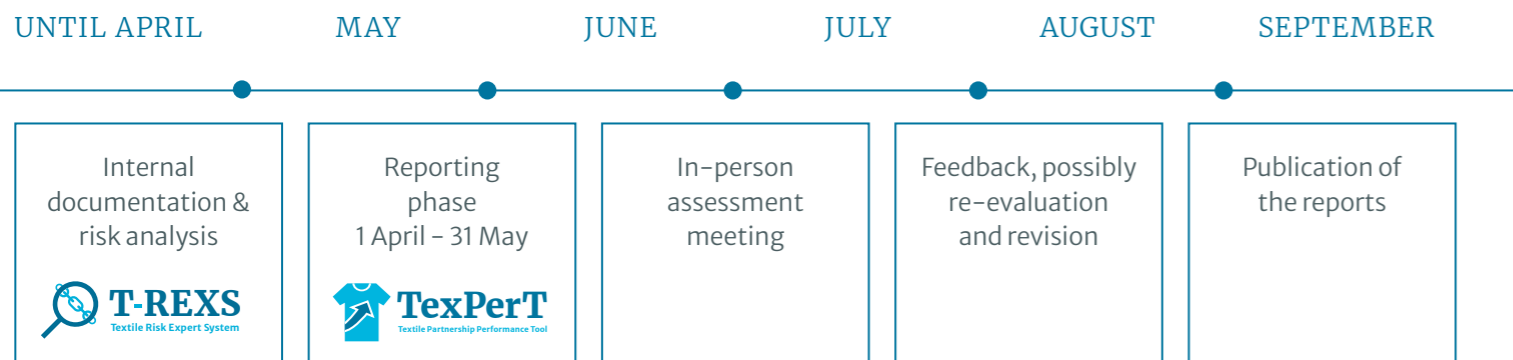 UNTIL APRIL
MAY
JUNE
JULY
AUGUST
SEPTEMBER
Internal
documentation &
risk analysis
T-REXS
Textile Risk Expert System
Reporting
phase
1 April – 31 May
TexPerT
Textile Partnership Performance Tool
In-person
assessment
meeting
Feedback, possibly
re-evaluation
and revision
Publication of
the reports